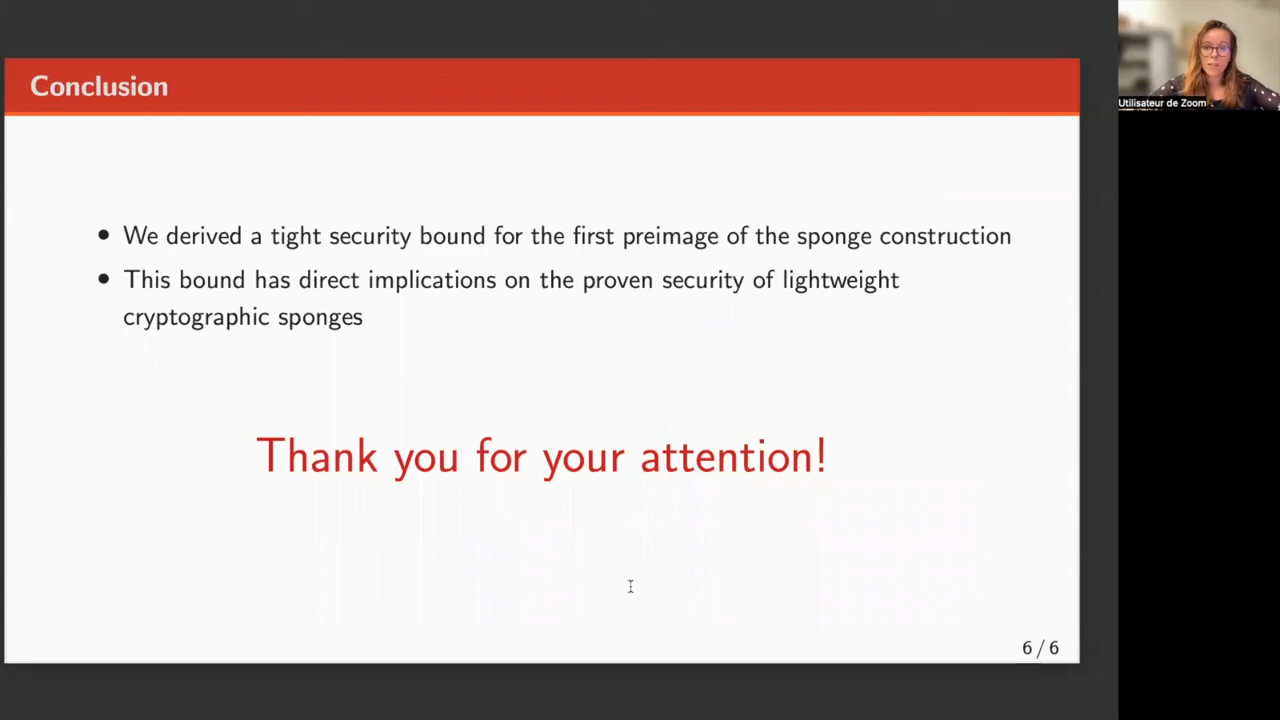 Conclusion
• We derived a tight security bound for the first preimage of the sponge construction
• This bound has direct implications on the proven security of lightweight
cryptographic sponges
Thank you for your attention!
6 / 6
Utilisateur de Zoom